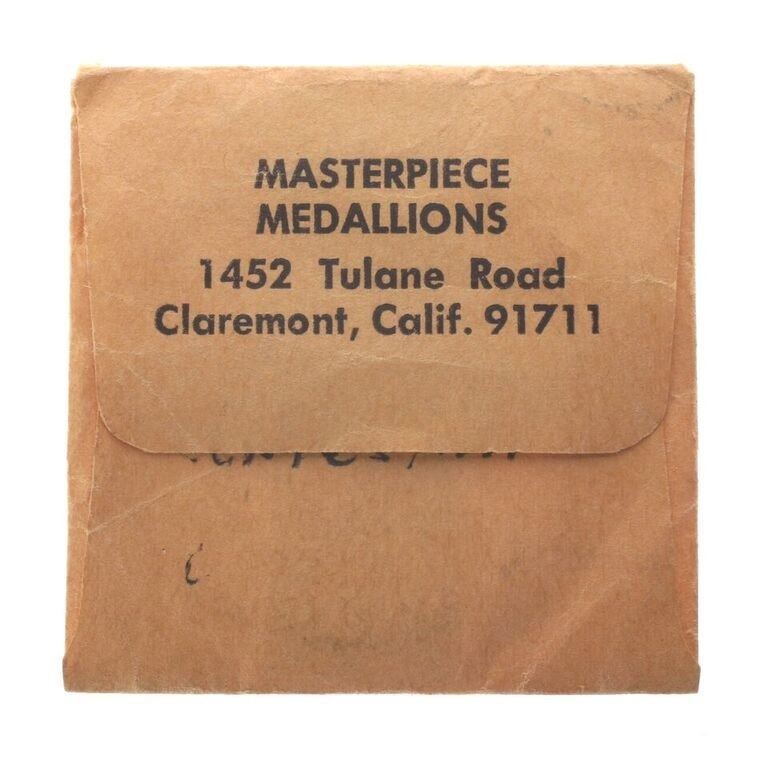 MASTERPIECE
MEDALLIONS
1452 Tulane Road
Claremont, Calif. 91711